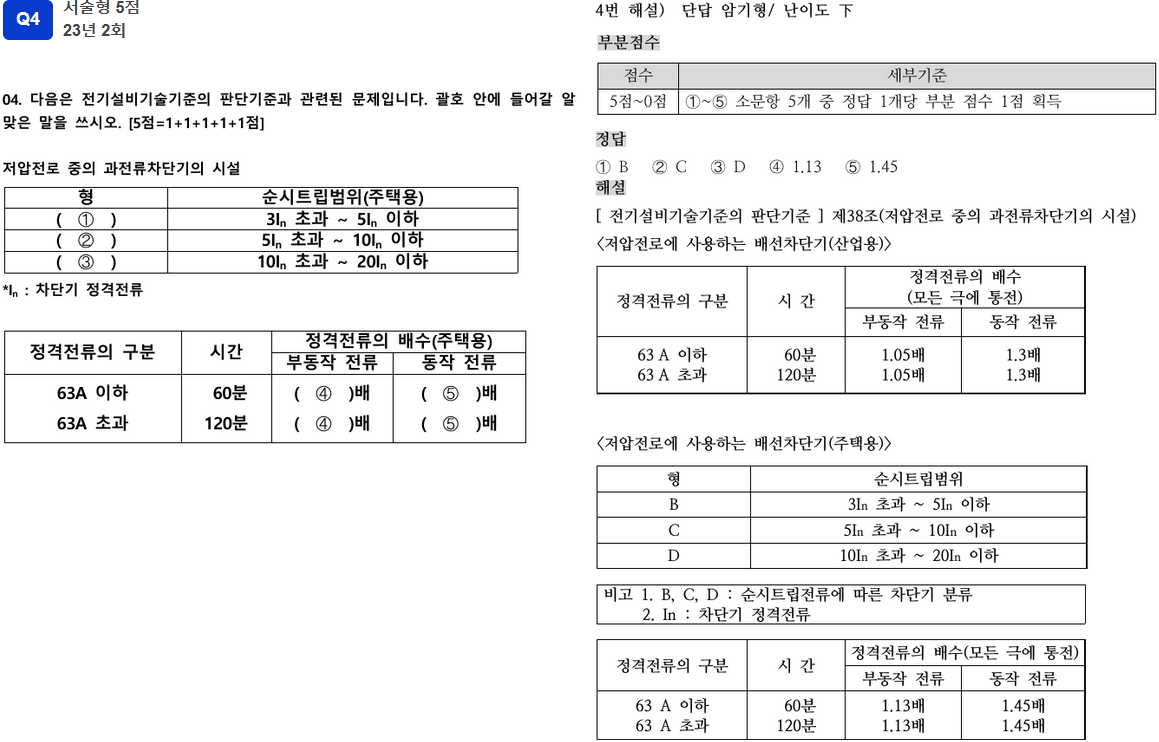 Q4
서술형 5점
23년 2회
04. 다음은 전기설비기술기준의 판단기준과 관련된 문제입니다. 괄호 안에 들어갈 알
맞은 말을 쓰시오. [5점=1+1+1+1+1점]
저압전로 중의 과전류차단기의 시설
형 순시트립범위(주택용)
( ① ) 3In 초과 ~ 5In 이하
( ② ) 5In 초과 ~ 10In 이하
( ③ ) 10In 초과 ~ 20In 이하
*In : 차단기 정격전류
정격전류의 구분 시간 정격전류의 배수(주택용)
부동작 전류 동작 전류
63A 이하 60분 ( ④ )배 ( ⑤ )배
63A 초과 120분 ( ④ )배 ( ⑤ )배
4번 해설) 단답 암기형/ 난이도 下
부분점수
점수 세부기준
5점~0점 ①~⑤ 소문항 5개 중 정답 1개당 부분 점수 1점 획득
정답
① B ② C ③ D ④ 1.13 ⑤ 1.45
해설
[ 전기설비기술기준의 판단기준 ] 제38조(저압전로 중의 과전류차단기의 시설)
<저압전로에 사용하는 배선차단기(산업용)>
정격전류의 구분 시 간 정격전류의 배수
(모든 극에 통전)
부동작 전류 동작 전류
63 A 이하 60분 1.05배 1.3배
63 A 초과 120분 1.05배 1.3배
<저압전로에 사용하는 배선차단기(주택용)>
형 순시트립범위
B 3In 초과 ~ 5In 이하
C 5In 초과 ~ 10In 이하
D 10In 초과 ~ 20In 이하
비고 1. B, C, D : 순시트립전류에 따른 차단기 분류
2. In : 차단기 정격전류
정격전류의 구분 시 간 정격전류의 배수(모든 극에 통전)
부동작 전류 동작 전류
63 A 이하 60분 1.13배 1.45배
63 A 초과 120분 1.13배 1.45배